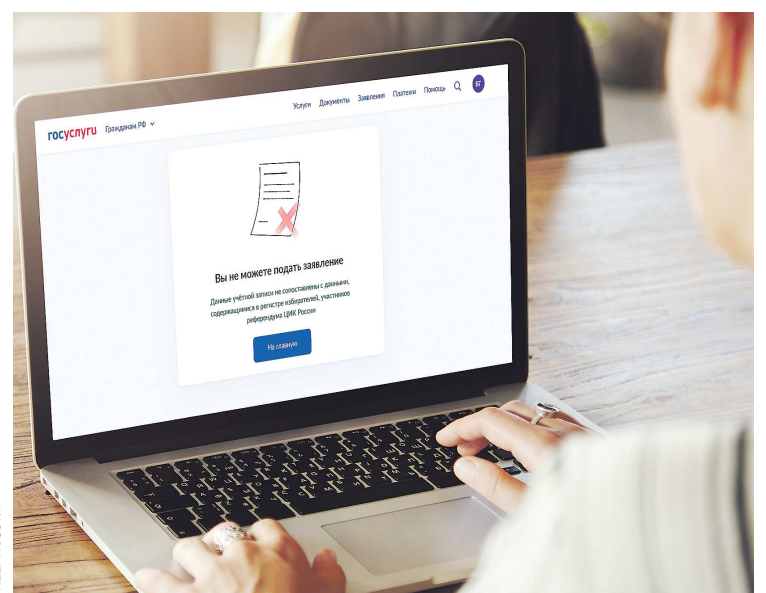 госуслуги Гражданам РФ Услуги Документы Заявления Платежи Помощь БГ
Вы не можете подать заявление
Данные учётной записи не сопоставлены с данными,
содержащимися в регистре избирателей, участников
референдума ЦИК России
На главную